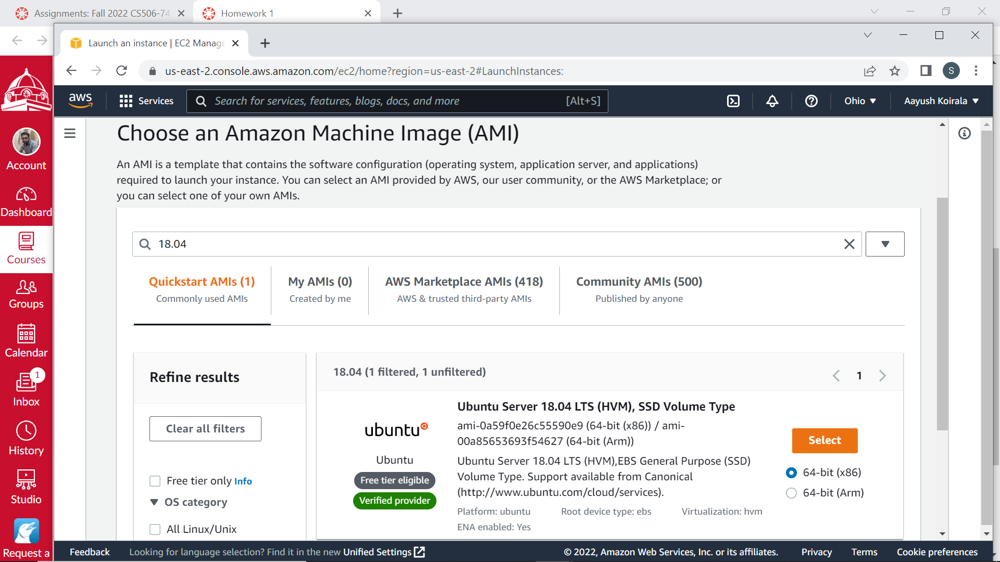 Assignments: Fall 2022 CS506-74
Homework 1
Launch an instance | EC2 Manage
us-east-2.console.aws.amazon.com/ec2/home?region=us-east-2#LaunchInstances:
S
aws
Services
Search for services, features, blogs, docs, and more
[Alt+S]
Ohio
Aayush Koirala
Account
Dashboard
Courses
Groups
Calendar
1
Inbox
History
Studio
Request a
Choose an Amazon Machine Image (AMI)
An AMI is a template that contains the software configuration (operating system, application server, and applications)
required to launch your instance. You can select an AMI provided by AWS, our user community, or the AWS Marketplace; or
you can select one of your own AMIs.
18.04
Quickstart AMIs (1)
Commonly used AMIs
My AMIs (0)
Created by me
AWS Marketplace AMIs (418)
AWS & trusted third-party AMIs
Community AMIs (500)
Published by anyone
Refine results
Clear all filters
Free tier only Info
OS category
All Linux/Unix
18.04 (1 filtered, 1 unfiltered)
1
ubuntu
Ubuntu
Free tier eligible
Verified provider
Ubuntu Server 18.04 LTS (HVM), SSD Volume Type
ami-0a59f0e26c55590e9 (64-bit (x86)) / ami-
00a85653693f54627 (64-bit (Arm))
Ubuntu Server 18.04 LTS (HVM),EBS General Purpose (SSD)
Volume Type. Support available from Canonical
(http://www.ubuntu.com/cloud/services).
Platform: ubuntu
Root device type: ebs
Virtualization: hvm
ENA enabled: Yes
Select
64-bit (x86)
64-bit (Arm)
Feedback
Looking for language selection? Find it in the new Unified Settings
© 2022, Amazon Web Services, Inc. or its affiliates.
Privacy
Terms
Cookie preferences